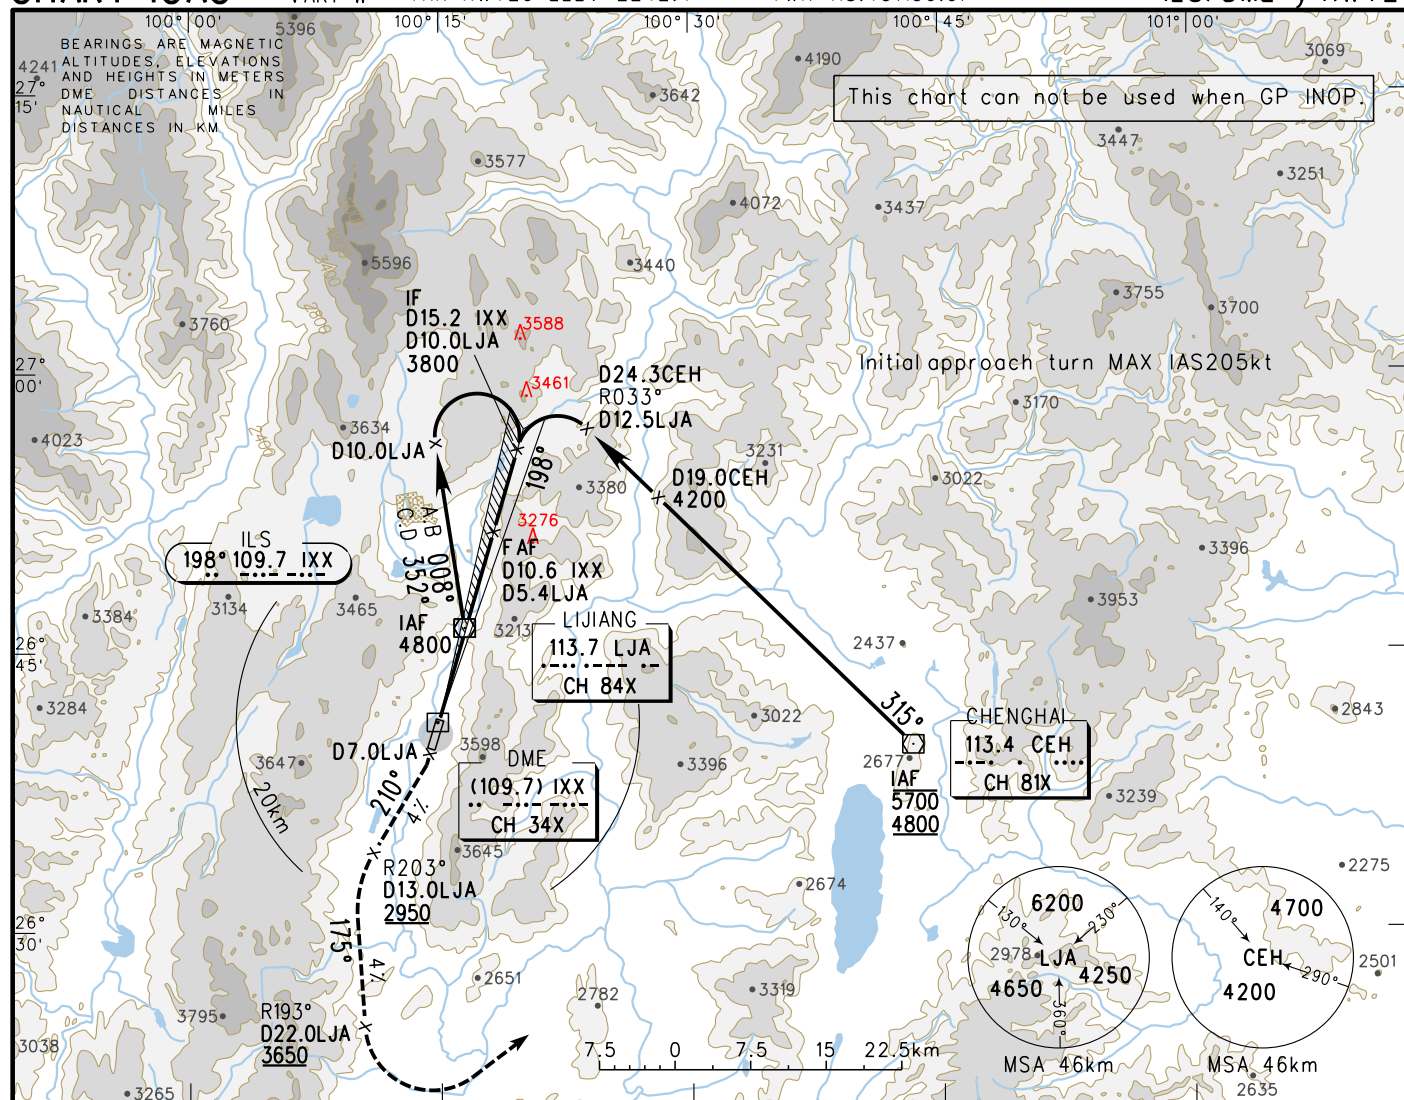 100° 00'
100° 15'
100° 30'
100° 45'
101° 00'
BEARINGS ARE MAGNETIC
ALTITUDES, ELEVATIONS
AND HEIGHTS IN METERS
DME DISTANCES IN
NAUTICAL MILES
DISTANCES IN KM
This chart can not be used when GP INOP.
5396
4241
27°
15'
4190
3069
3642
3447
3577
3251
4072
3437
5596
3440
3400
2800
3755
3700
3760
IF
D15.2 IXX
D10.0LJA
3800
3588
Initial approach turn MAX IAS205kt
27°
00'
3461
D24.3CEH
R033°
D12.5LJA
3170
3634
4023
2400
D10.0LJA
198°
3231
D19.0CEH
4200
3022
3380
3276
A B
C.D
008°
352°
ILS
198° 109.7 IXX
FAF
D10.6 IXX
D5.4LJA
3396
3134
3465
3953
3384
IAF
4800
3213
LIJIANG
113.7 LJA
CH 84X
2437
26°
45'
3284
3022
315°
CHENGHAI
113.4 CEH
CH 81X
2843
D7.0LJA
3598
DME
(109.7) IXX
CH 34X
3647
3396
2677
IAF
5700
4800
3239
20km
210°
4%
3645
R203°
D13.0LJA
2950
2674
2275
26°
30'
175°
4%
6200
130°
230°
2978
LJA
4250
4650
360°
MSA 46km
4700
140°
CEH
290°
4200
MSA 46km
2501
2651
2782
3319
3795
R193°
D22.0LJA
3650
3038
7.5 0 7.5 15 22.5km
3265
2635